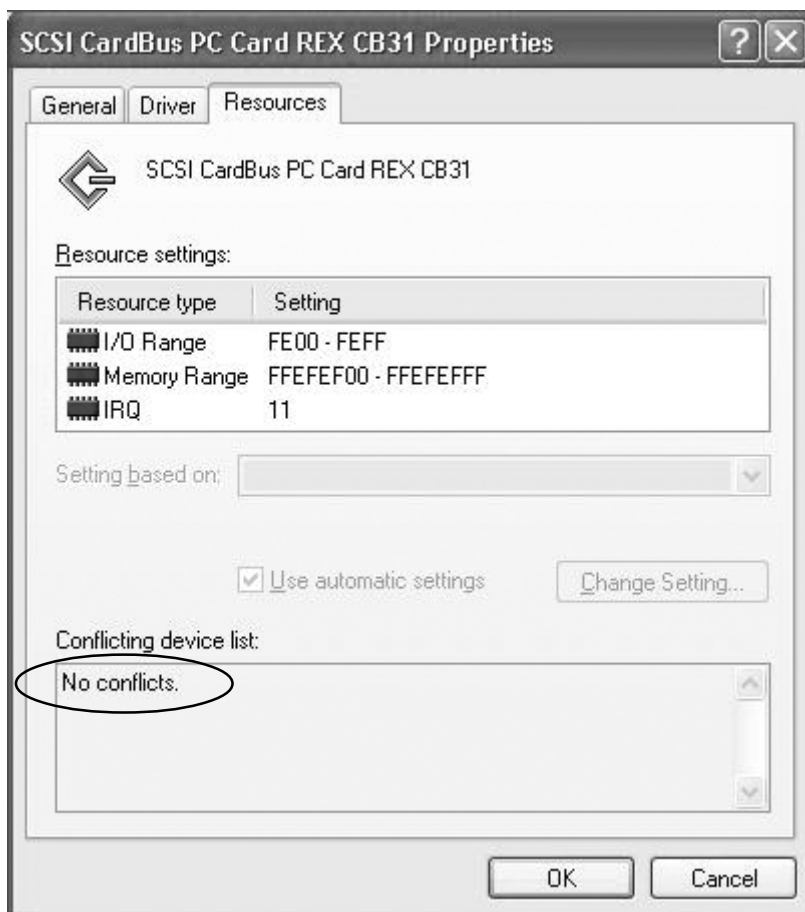 SCSI CardBus PC Card REX CB31 Properties
General Driver Resources
SCSI CardBus PC Card REX CB31
Resource settings:
Resource type Setting
I/O Range FE00 - FEFF
Memory Range FFEFEF00 - FFEFEFFF
IRQ 11
Setting based on:
Use automatic settings Change Setting...
Conflicting device list:
No conflicts.
OK Cancel